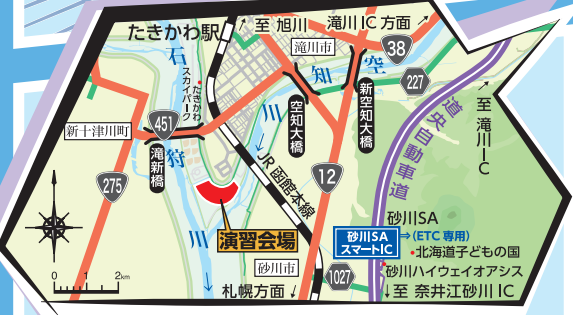 たきかわ駅
↗至 旭川
滝川IC 方面↗
滝川市
38
石
狩
川
空
知
川
227
スカイパーク
たきかわ
451
新十津川町
滝新橋
空知大橋
新空知大橋
道央自動車道
↗至 滝川IC
275
12
JR函館本線
演習会場
砂川SA
砂川SA
スマートIC
⇒(ETC専用)
北海道子どもの国
砂川ハイウェイオアシス
↓至 奈井江砂川IC
砂川市
1027
札幌方面↓
0 1 2km